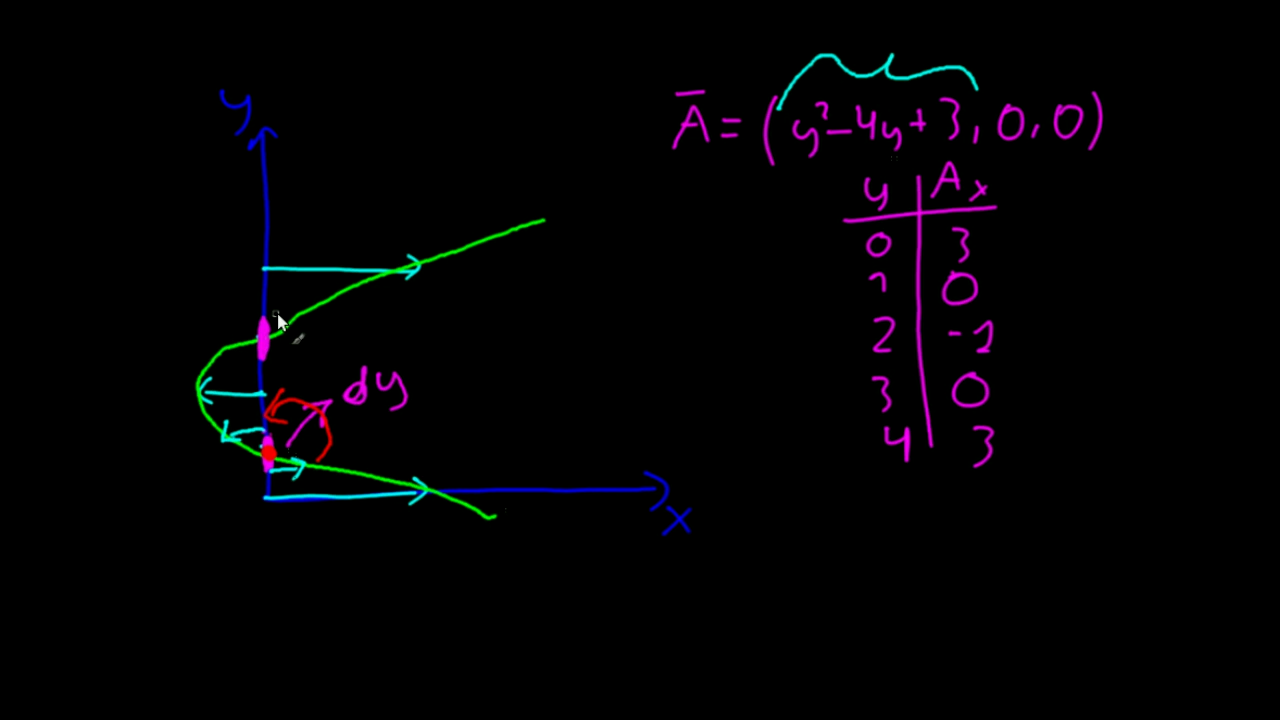 y
Ā = (y²-4y+3, 0, 0)
y | Aₓ
0 | 3
1 | 0
2 | -1
3 | 0
4 | 3
dy
x